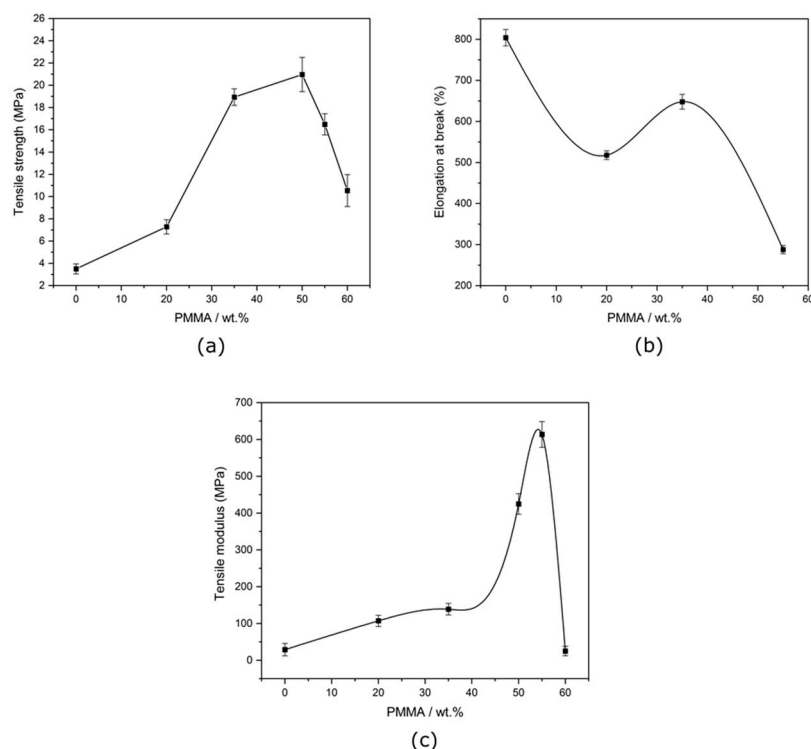 26
24
22
20
18
16
14
12
10
8
6
4
2
Tensile strength (MPa)
0 10 20 30 40 50 60
PMMA / wt.%
(a)
800
700
600
500
400
300
200
Elongation at break (%)
0 10 20 30 40 50 60
PMMA / wt.%
(b)
700
600
500
400
300
200
100
0
Tensile modulus (MPa)
0 10 20 30 40 50 60
PMMA / wt.%
(c)